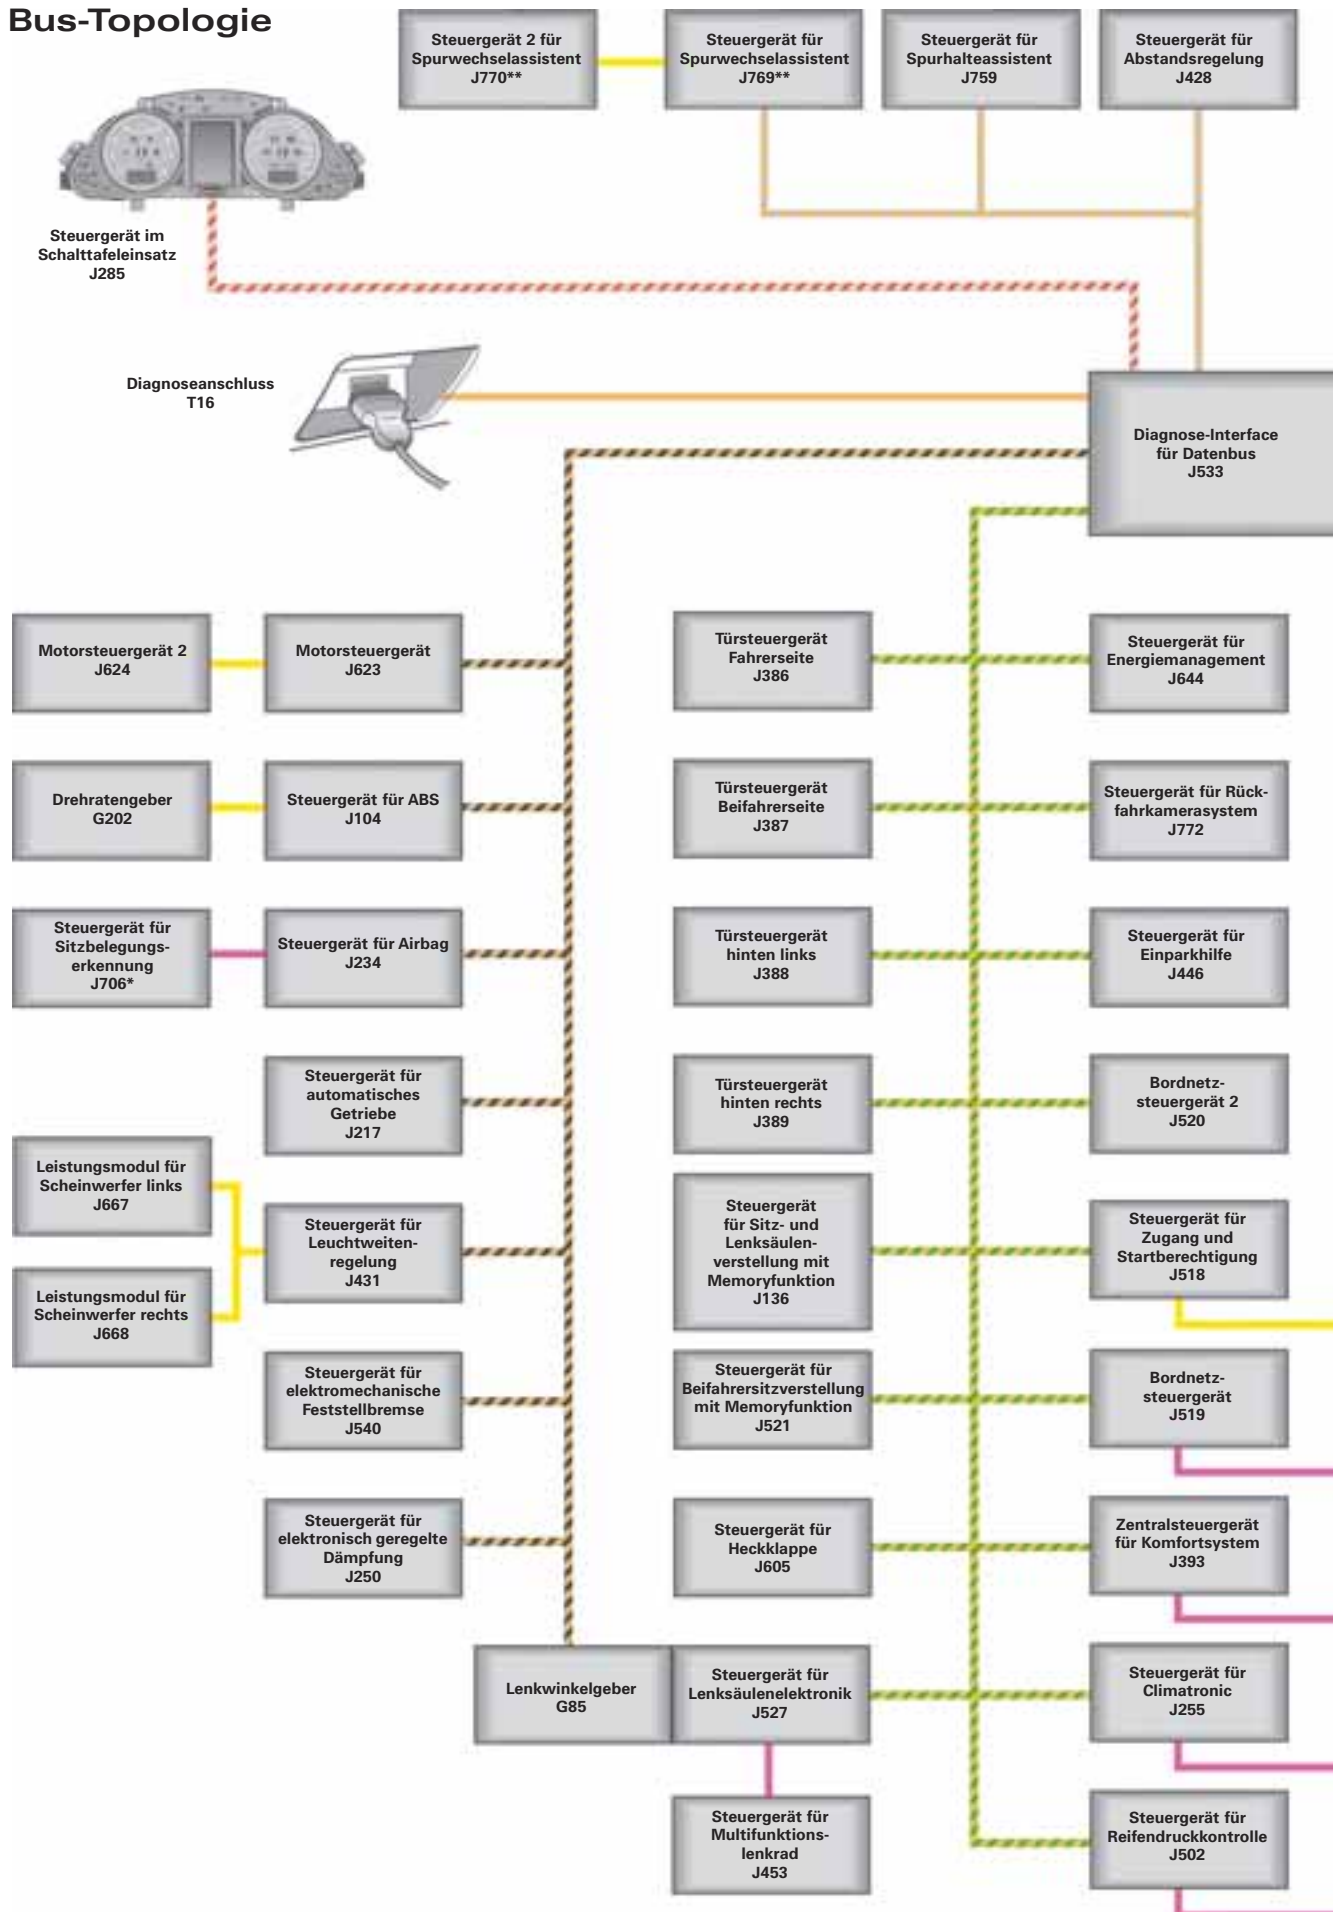 Bus-Topologie
Steuergerät 2 für
Spurwechselassistent
J770**
Steuergerät für
Spurwechselassistent
J769**
Steuergerät für
Spurhalteassistent
J759
Steuergerät für
Abstandsregelung
J428
Steuergerät im
Schalttafeleinsatz
J285
Diagnoseanschluss
T16
Diagnose-Interface
für Datenbus
J533
Motorsteuergerät 2
J624
Motorsteuergerät
J623
Türsteuergerät
Fahrerseite
J386
Steuergerät für
Energiemanagement
J644
Drehratengeber
G202
Steuergerät für ABS
J104
Türsteuergerät
Beifahrerseite
J387
Steuergerät für Rück-
fahrkamerasystem
J772
Steuergerät für
Sitzbelegungs-
erkennung
J706*
Steuergerät für Airbag
J234
Türsteuergerät
hinten links
J388
Steuergerät für
Einparkhilfe
J446
Steuergerät für
automatisches
Getriebe
J217
Türsteuergerät
hinten rechts
J389
Bordnetz-
steuergerät 2
J520
Leistungsmodul für
Scheinwerfer links
J667
Leistungsmodul für
Scheinwerfer rechts
J668
Steuergerät für
Leuchtweiten-
regelung
J431
Steuergerät
für Sitz- und
Lenksäulen-
verstellung mit
Memoryfunktion
J136
Steuergerät für
Zugang und
Startberechtigung
J518
Steuergerät für
elektromechanische
Feststellbremse
J540
Steuergerät für
Beifahrersitzverstellung
mit Memoryfunktion
J521
Bordnetz-
steuergerät
J519
Steuergerät für
elektronisch geregelte
Dämpfung
J250
Steuergerät für
Heckklappe
J605
Zentralsteuergerät
für Komfortsystem
J393
Lenkwinkelgeber
G85
Steuergerät für
Lenksäulenelektronik
J527
Steuergerät für
Climatronic
J255
Steuergerät für
Multifunktions-
lenkrad
J453
Steuergerät für
Reifendruckkontrolle
J502